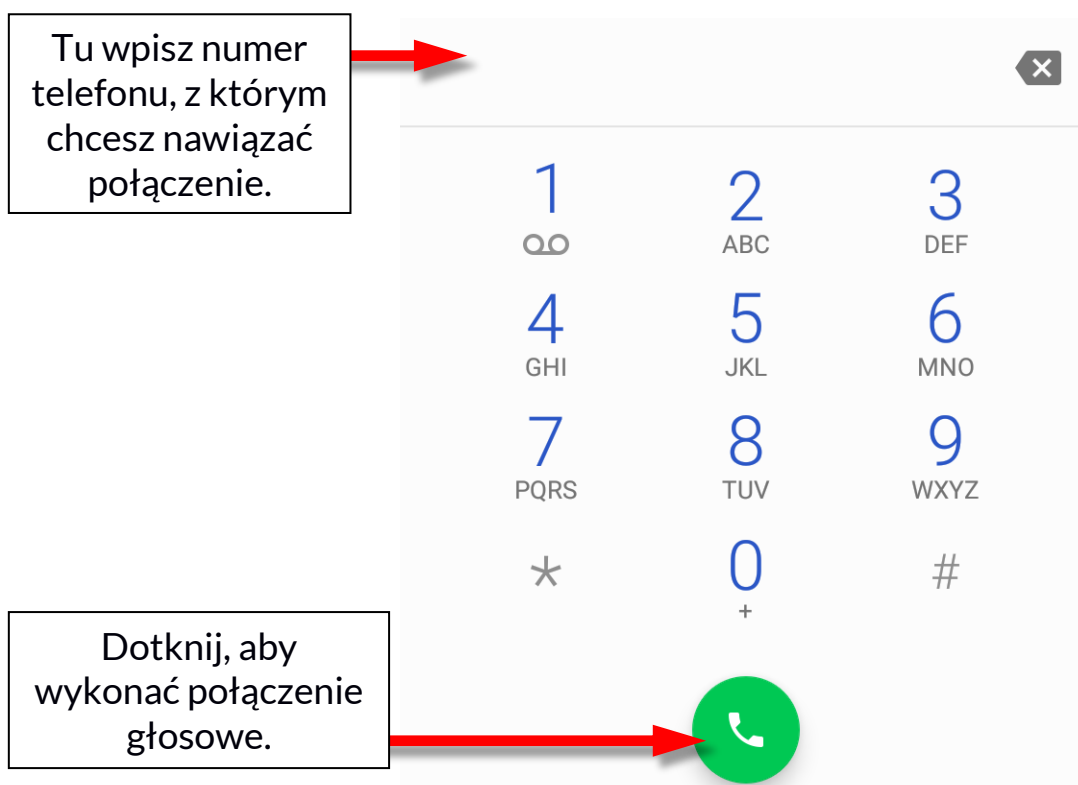 Tu wpisz numer
telefonu, z którym
chcesz nawiązać
połączenie.
1 2 3
ABC DEF
4 5 6
GHI JKL MNO
7 8 9
PQRS TUV WXYZ
* 0 #
+
Dotknij, aby
wykonać połączenie
głosowe.